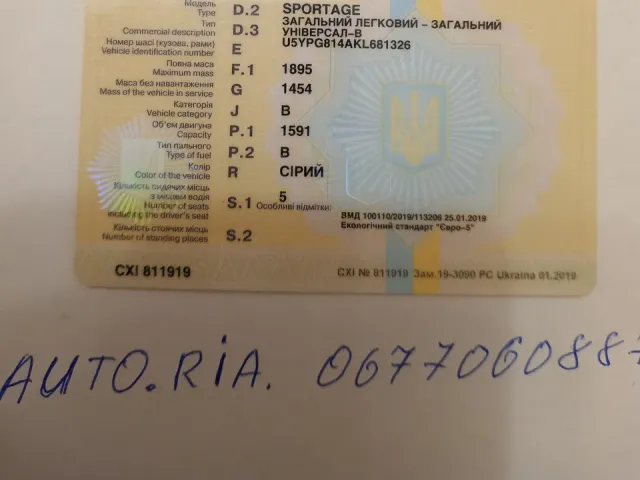 Модель
Type D.2 SPORTAGE
Тип
Commercial description D.3 ЗАГАЛЬНИЙ ЛЕГКОВИЙ – ЗАГАЛЬНИЙ
УНІВЕРСАЛ-В
Номер шасі (кузова, рами)
Vehicle identification number E U5YPG814AKL681326
Повна маса
Maximum mass F.1 1895
Маса без навантаження
Mass of the vehicle in service G 1454
Категорія
Vehicle category J B
Об'єм двигуна
Capacity P.1 1591
Тип пального
Type of fuel P.2 B
Колір
Color of the vehicle R СІРИЙ
Кількість сидячих місць
з місцем водія
Number of seats
including the driver's seat S.1 5
Особливі відмітки:
ВМД 100110/2019/113206 25.01.2019
Екологічний стандарт "Євро-5"
Кількість стоячих місць
Number of standing places S.2
CXI 811919
CXI № 811919 Зам. 19-3090 PC Ukraina 01.2019
AUTO.RIA. 0677060887